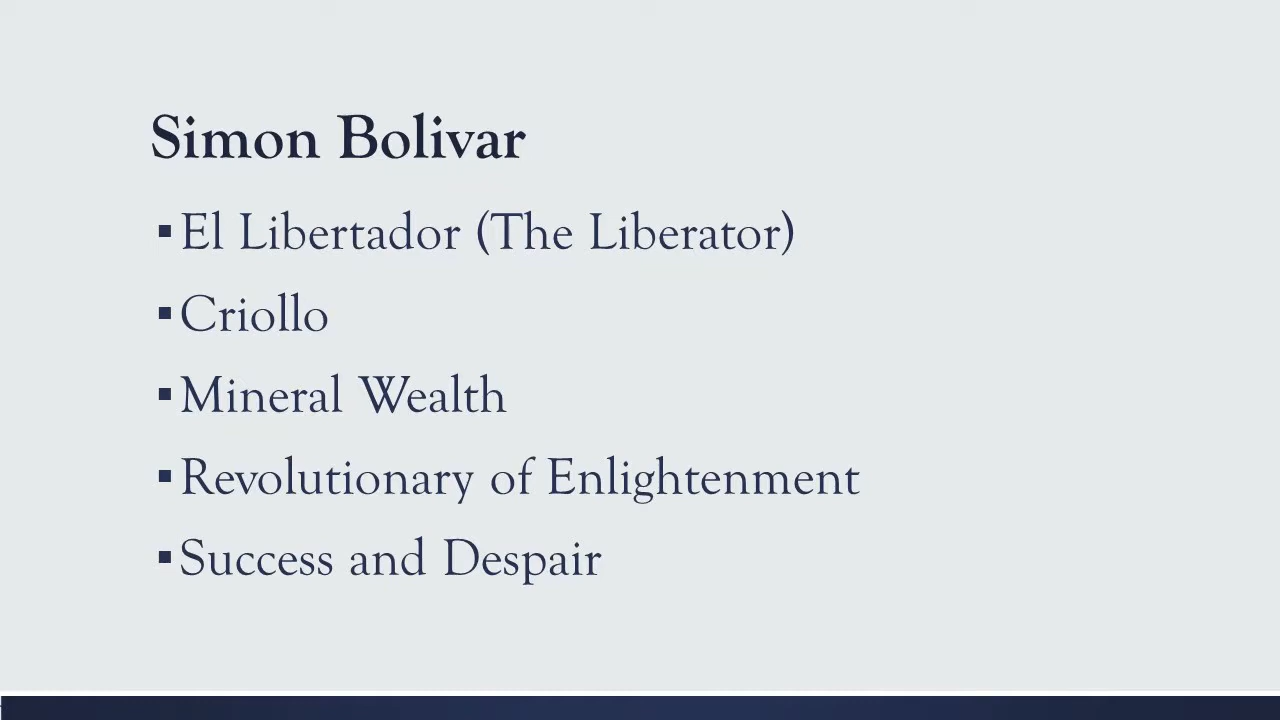 Simon Bolivar
▪El Libertador (The Liberator)
▪Criollo
▪Mineral Wealth
▪Revolutionary of Enlightenment
▪Success and Despair